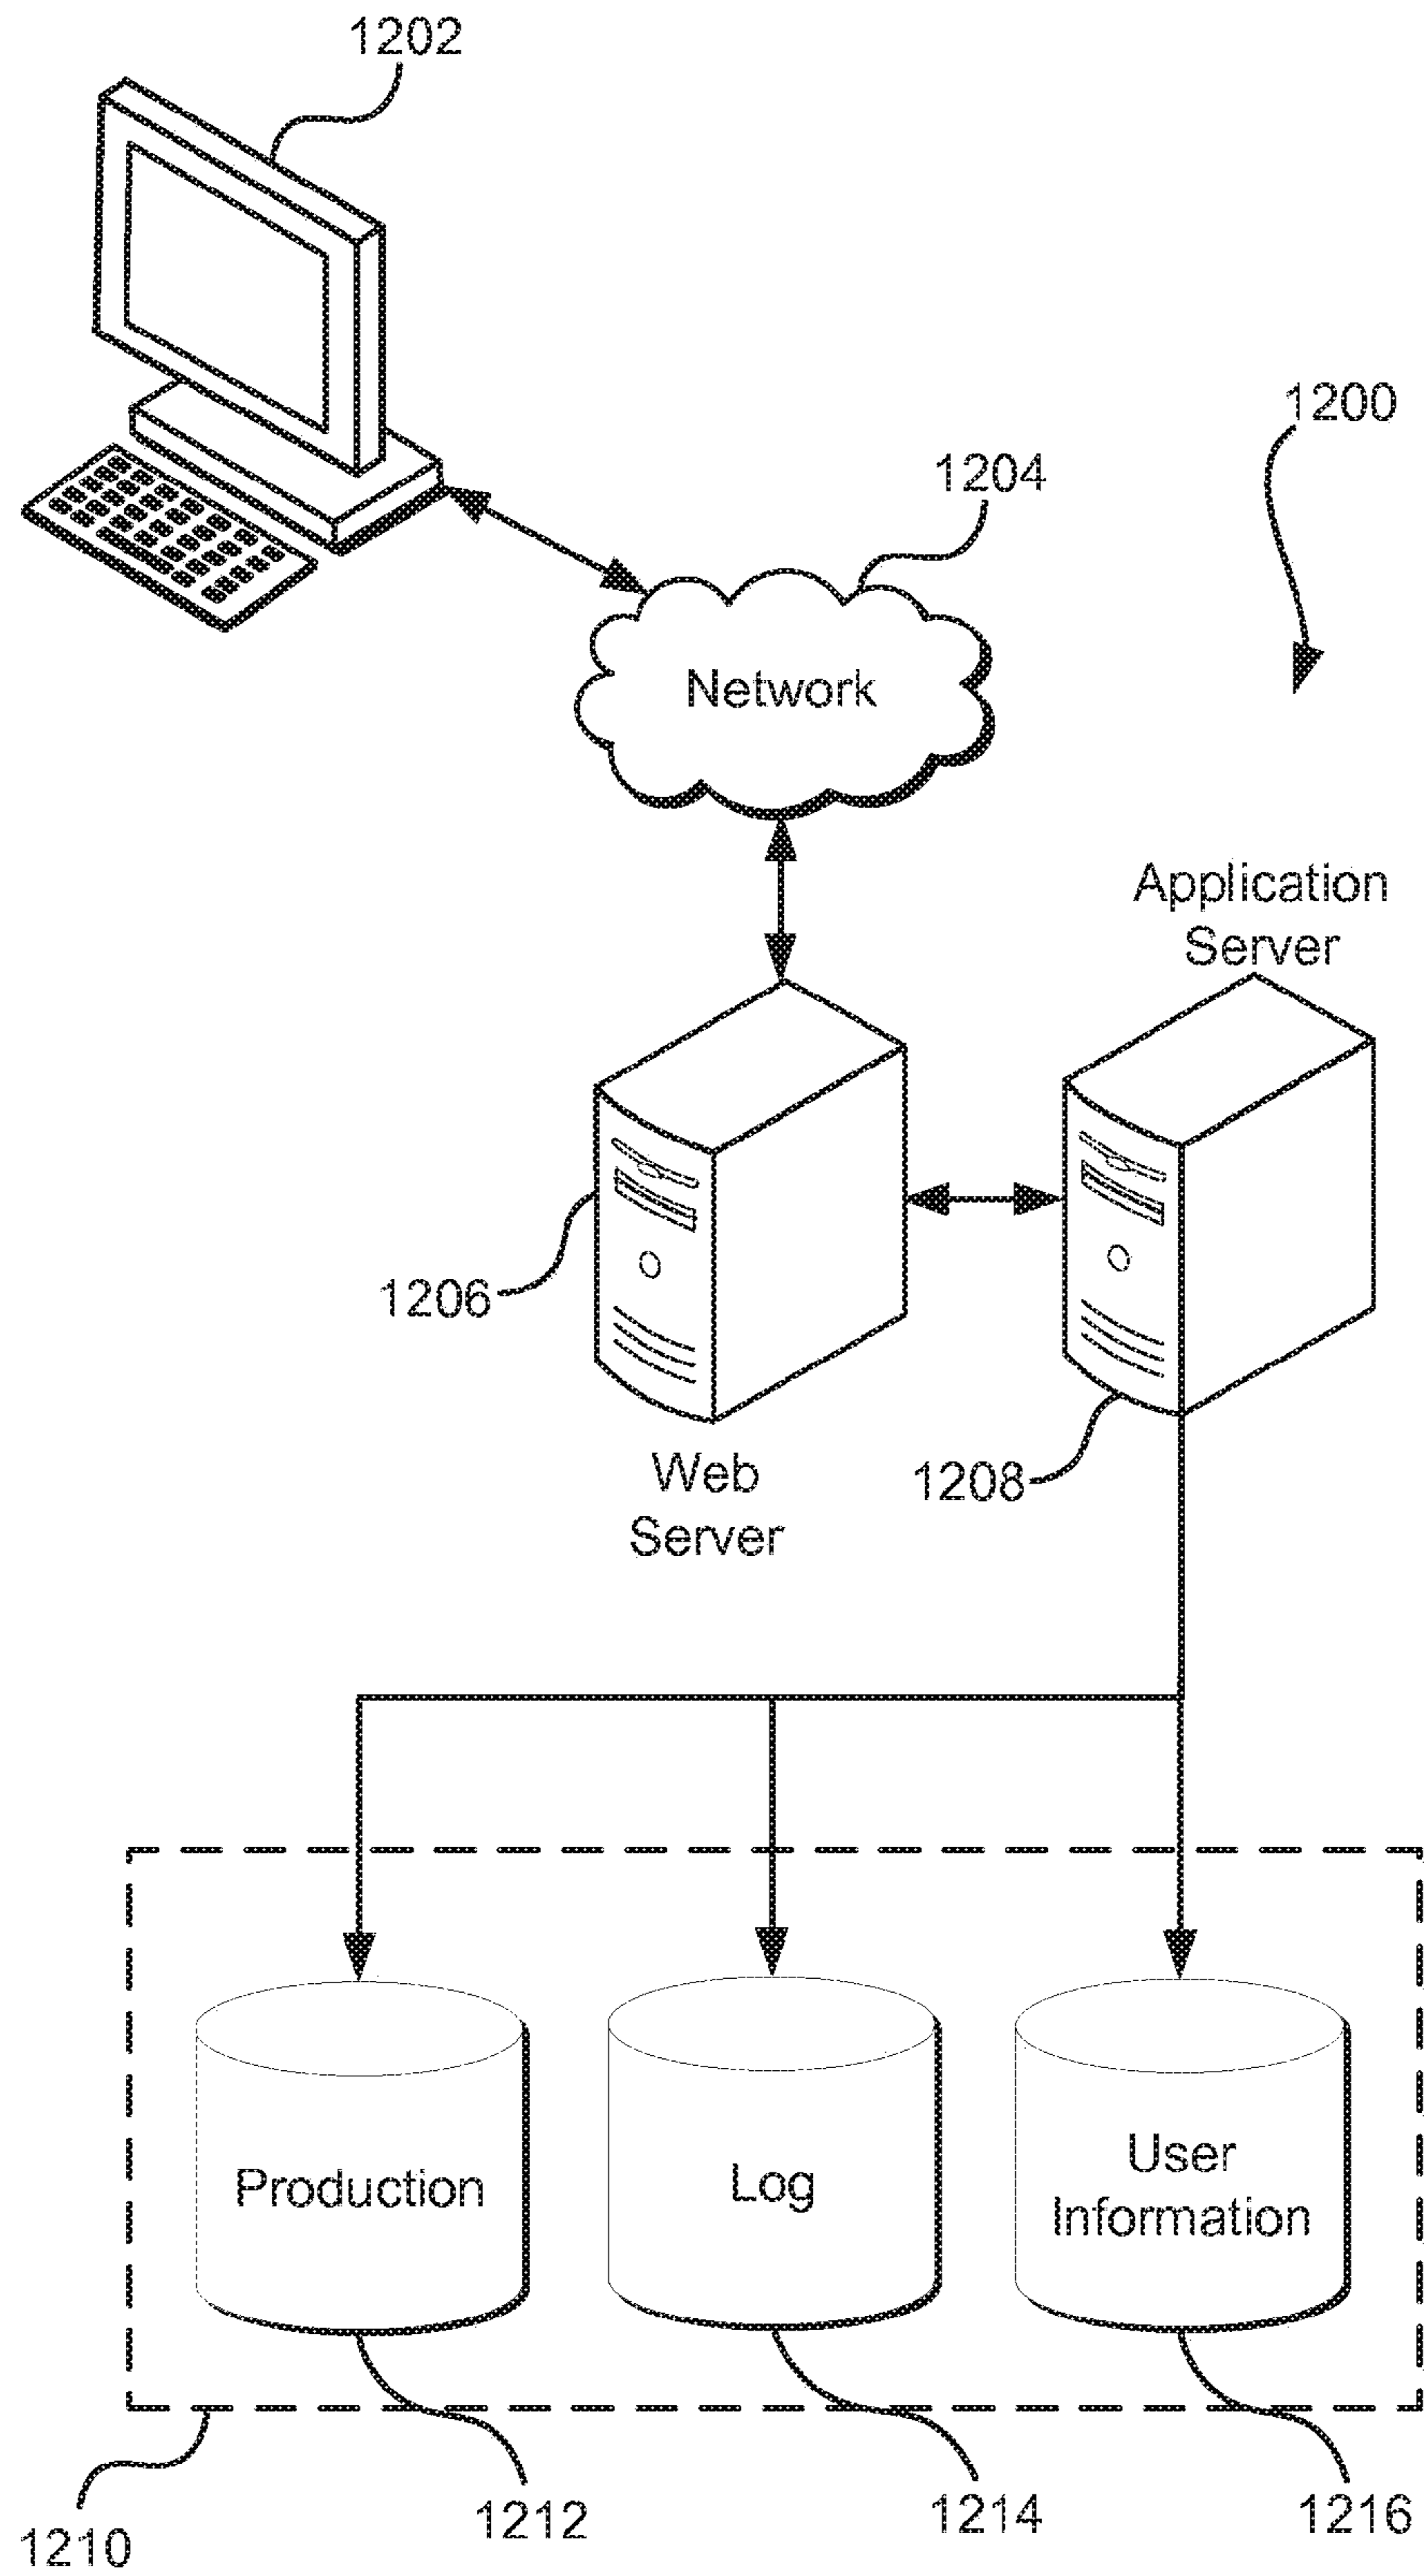 1202
1200
1204
Network
Application
Server
1206
Web
Server
1208
Production
Log
User
Information
1210
1212
1214
1216